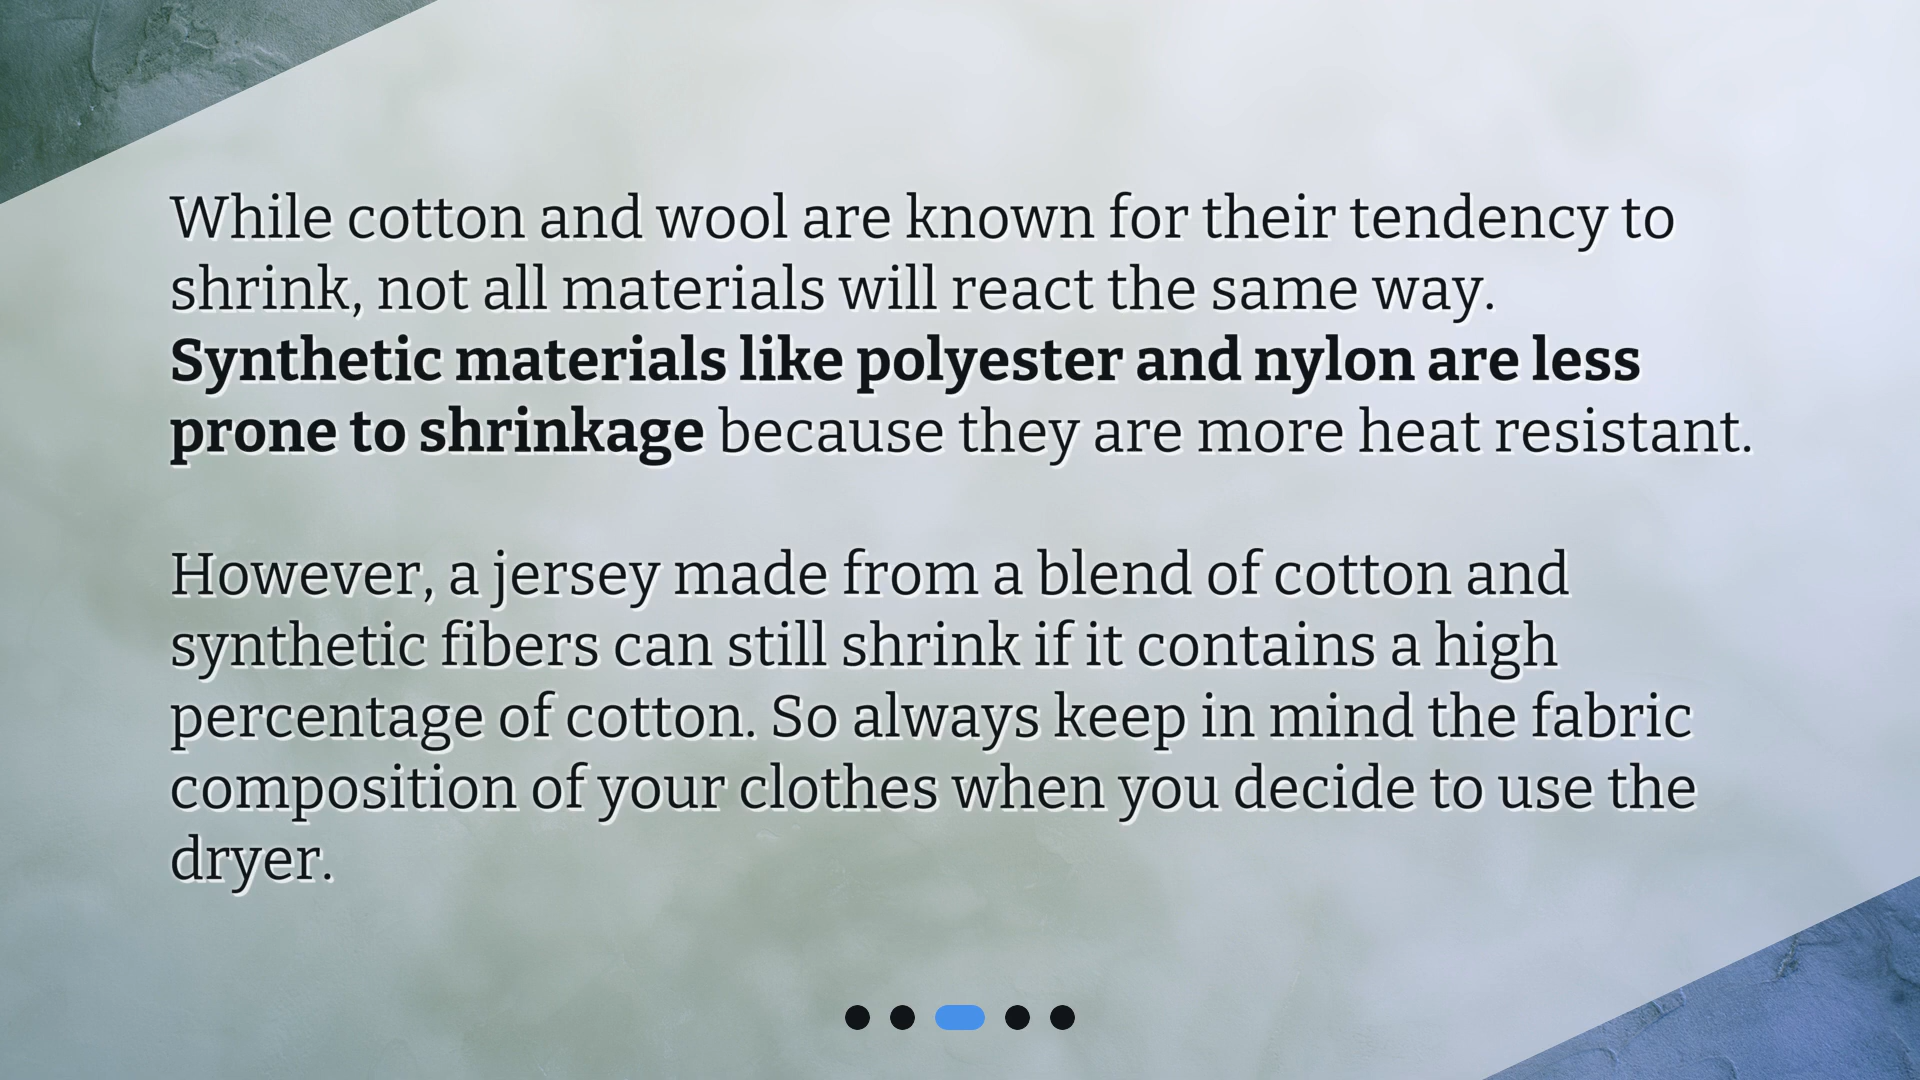 While cotton and wool are known for their tendency to
shrink, not all materials will react the same way.
Synthetic materials like polyester and nylon are less
prone to shrinkage because they are more heat resistant.
However, a jersey made from a blend of cotton and
synthetic fibers can still shrink if it contains a high
percentage of cotton. So always keep in mind the fabric
composition of your clothes when you decide to use the
dryer.